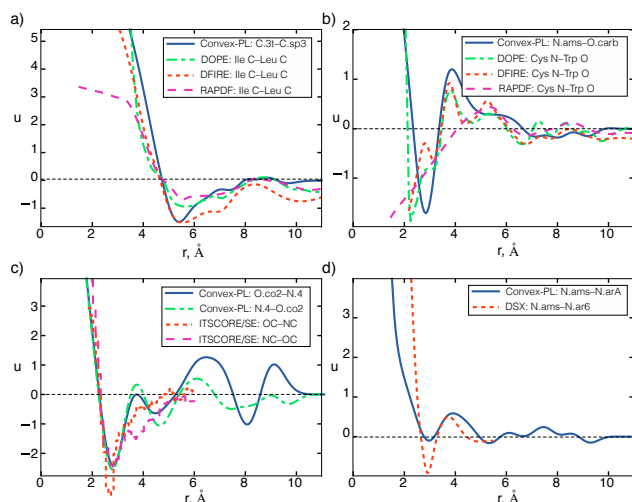 a)
Convex-PL: C.3t–C.sp3
DOPE: Ile C–Leu C
DFIRE: Ile C–Leu C
RAPDF: Ile C–Leu C
u
5
4
3
2
1
0
−1
0 2 4 6 8 10
r, Å
b)
Convex-PL: N.ams-O.carb
DOPE: Cys N–Trp O
DFIRE: Cys N–Trp O
RAPDF: Cys N–Trp O
u
2
1
0
−1
0 2 4 6 8 10
r, Å
c)
Convex-PL: O.co2–N.4
Convex-PL: N.4–O.co2
ITSCORE/SE: OC–NC
ITSCORE/SE: NC–OC
u
3
2
1
0
−1
−2
0 2 4 6 8 10
r, Å
d)
Convex-PL: N.ams–N.arA
DSX: N.ams–N.ar6
u
3
2
1
0
0 2 4 6 8 10
r, Å